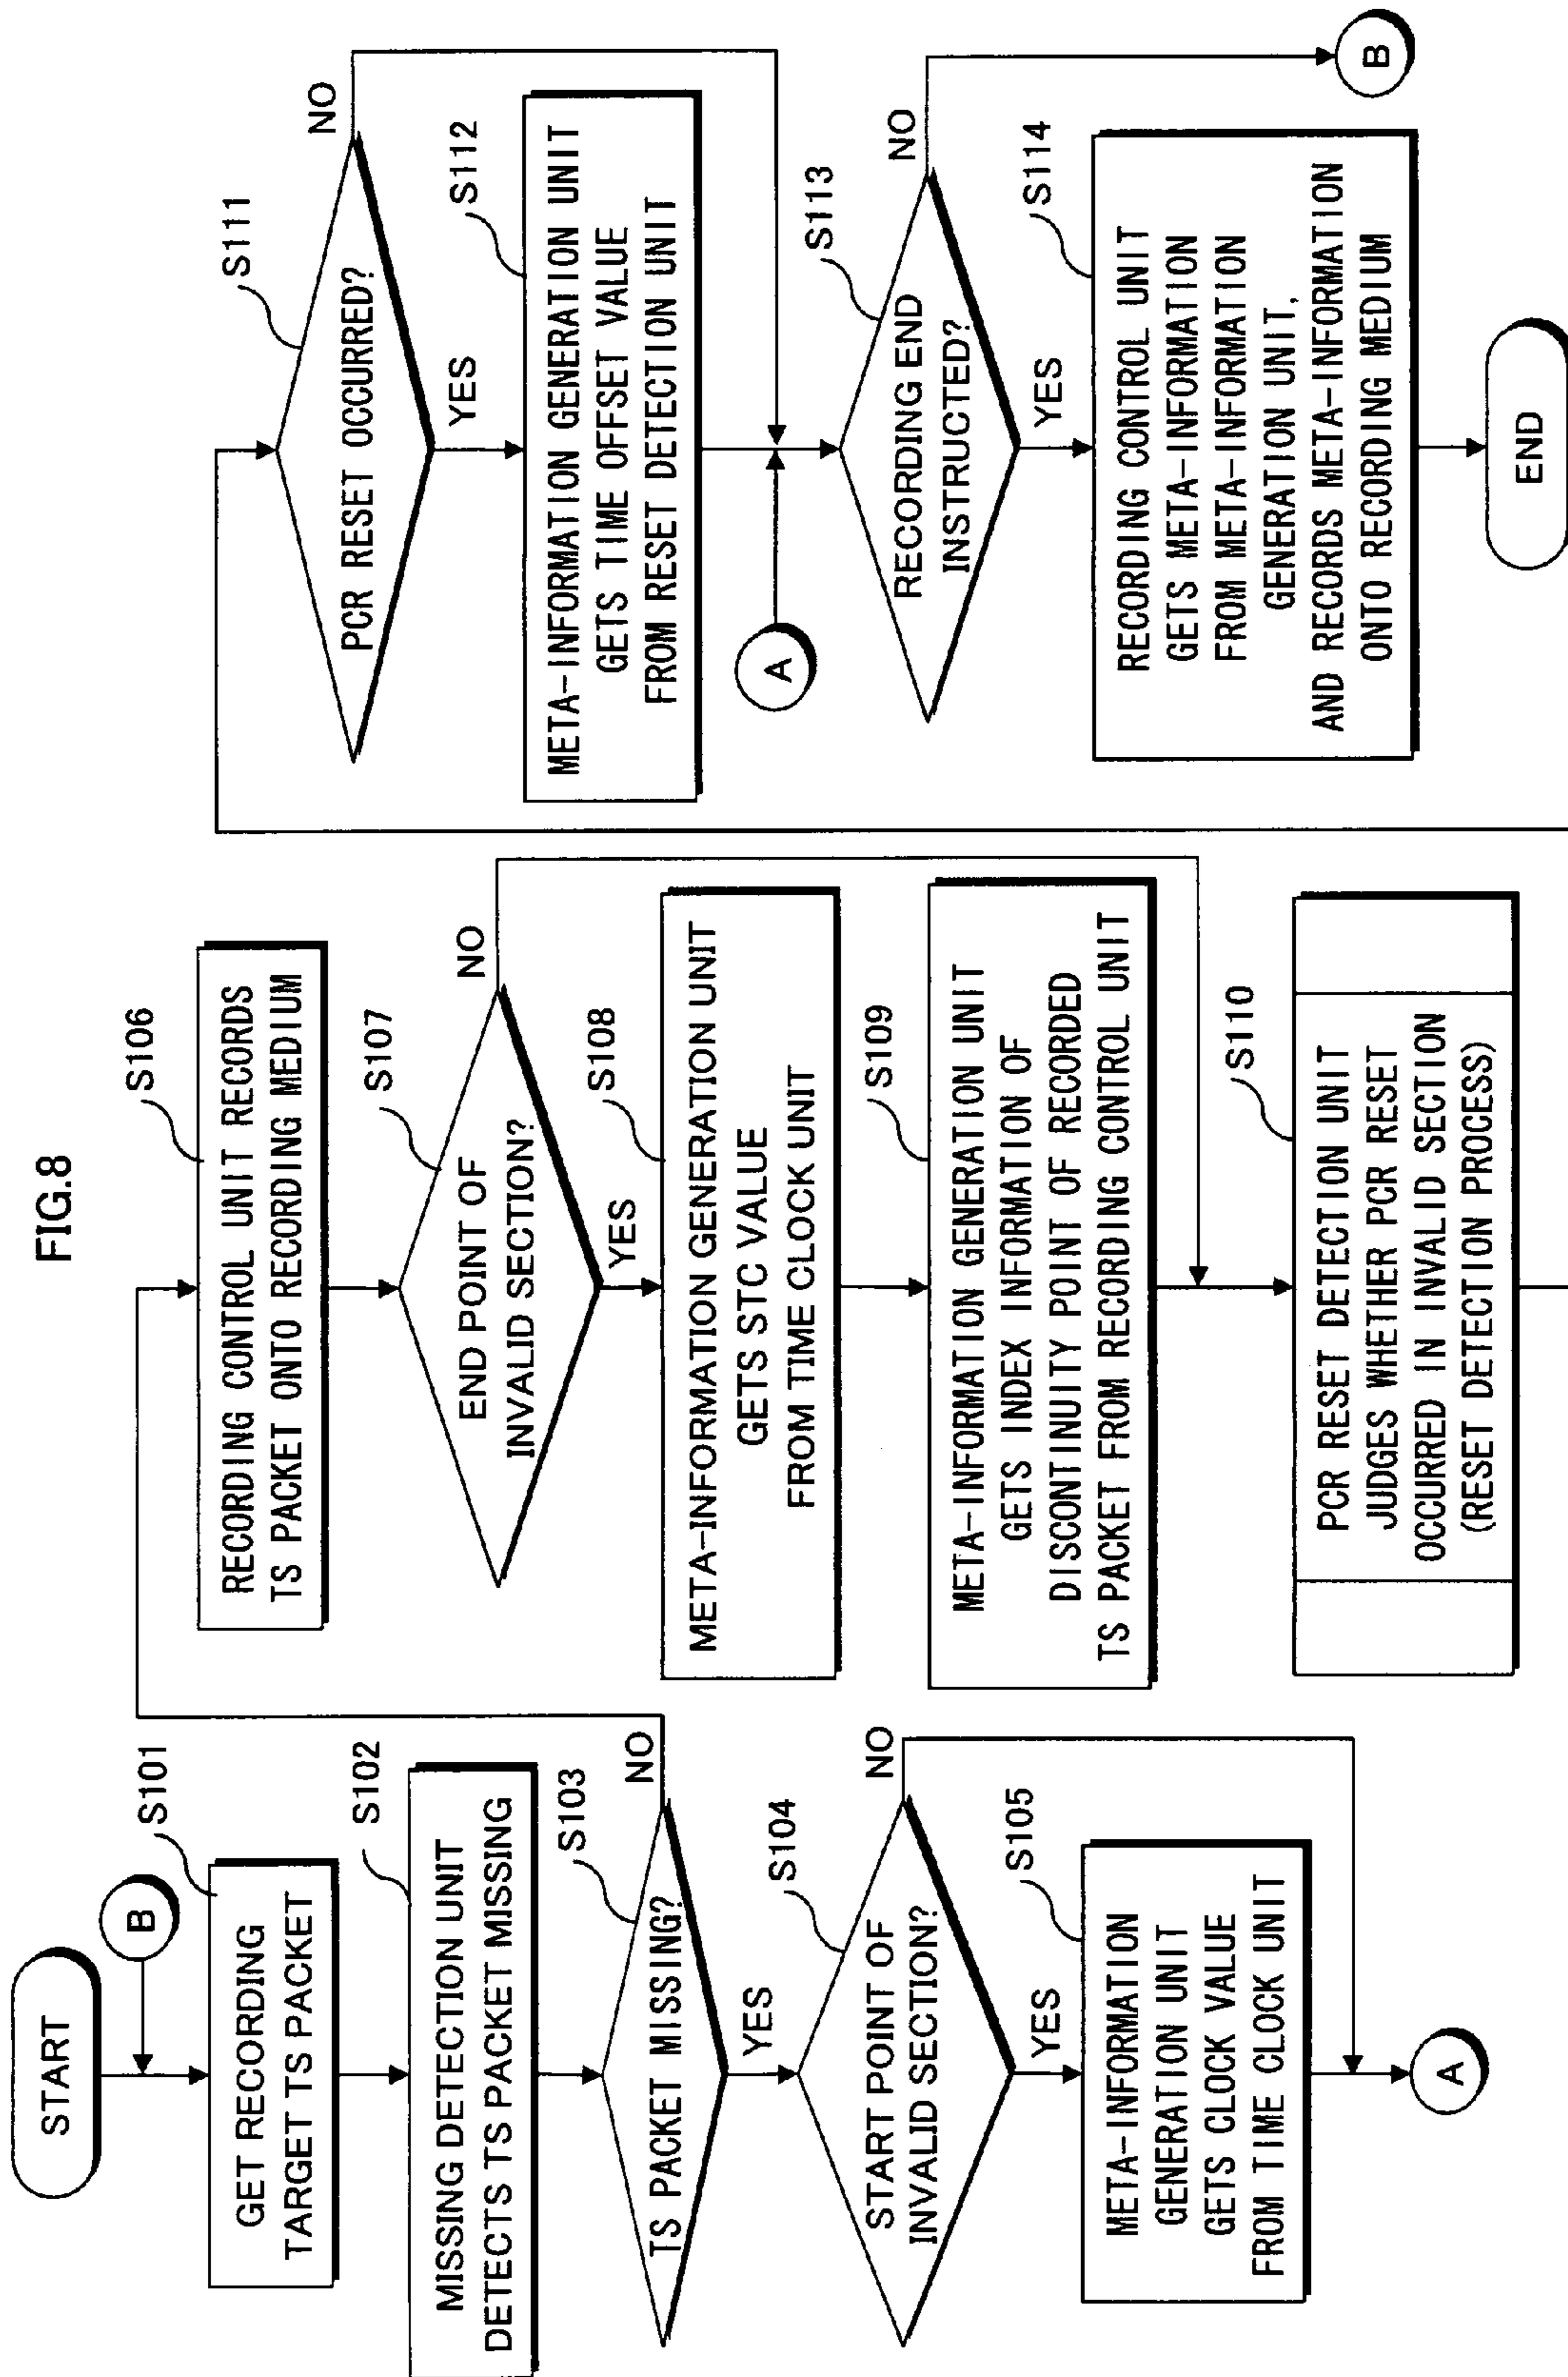 FIG.8
START
B
S101
GET RECORDING
TARGET TS PACKET
S102
MISSING DETECTION UNIT
DETECTS TS PACKET MISSING
S103
TS PACKET MISSING?
NO
YES
S104
START POINT OF
INVALID SECTION?
NO
YES
S105
META-INFORMATION
GENERATION UNIT
GETS CLOCK VALUE
FROM TIME CLOCK UNIT
A
S106
RECORDING CONTROL UNIT RECORDS
TS PACKET ONTO RECORDING MEDIUM
S107
END POINT OF
INVALID SECTION?
NO
YES
S108
META-INFORMATION GENERATION UNIT
GETS STC VALUE
FROM TIME CLOCK UNIT
S109
META-INFORMATION GENERATION UNIT
GETS INDEX INFORMATION OF
DISCONTINUITY POINT OF RECORDED
TS PACKET FROM RECORDING CONTROL UNIT
S110
PCR RESET DETECTION UNIT
JUDGES WHETHER PCR RESET
OCCURRED IN INVALID SECTION
(RESET DETECTION PROCESS)
S111
PCR RESET OCCURRED?
NO
YES
S112
META-INFORMATION GENERATION UNIT
GETS TIME OFFSET VALUE
FROM RESET DETECTION UNIT
A
S113
RECORDING END
INSTRUCTED?
NO
YES
B
S114
RECORDING CONTROL UNIT
GETS META-INFORMATION
FROM META-INFORMATION
GENERATION UNIT,
AND RECORDS META-INFORMATION
ONTO RECORDING MEDIUM
END